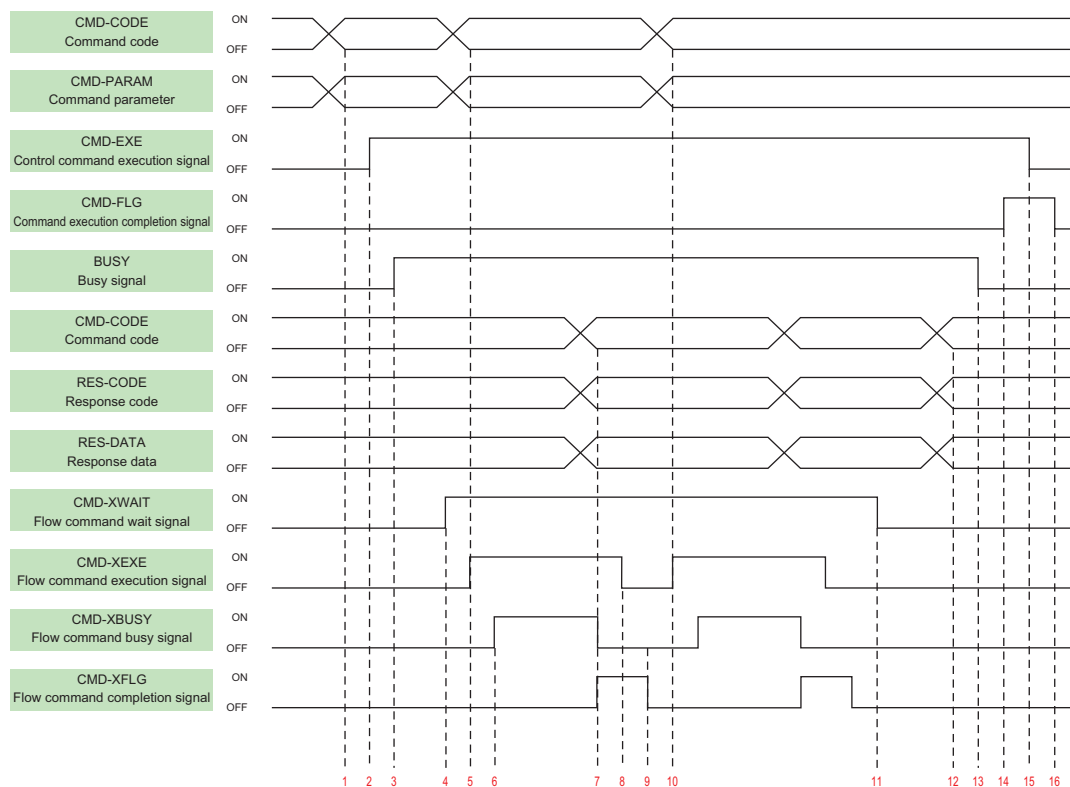 CMD-CODE
Command code
ON
OFF
CMD-PARAM
Command parameter
ON
OFF
CMD-EXE
Control command execution signal
ON
OFF
CMD-FLG
Command execution completion signal
ON
OFF
BUSY
Busy signal
ON
OFF
CMD-CODE
Command code
ON
OFF
RES-CODE
Response code
ON
OFF
RES-DATA
Response data
ON
OFF
CMD-XWAIT
Flow command wait signal
ON
OFF
CMD-XEXE
Flow command execution signal
ON
OFF
CMD-XBUSY
Flow command busy signal
ON
OFF
CMD-XFLG
Flow command completion signal
ON
OFF
1 2 3 4 5 6 7 8 9 10 11 12 13 14 15 16